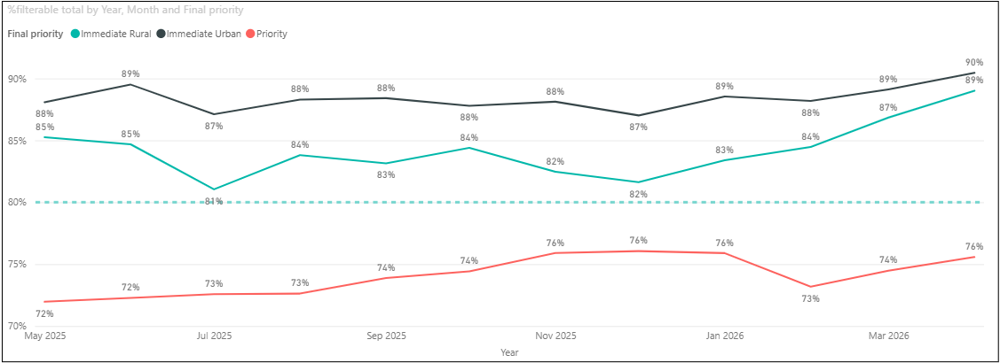 %filterable total by Year, Month and Final priority
Final priority Immediate Rural Immediate Urban Priority
90%
85%
80%
75%
70%
88% 89% 87% 88% 88% 88% 88% 87% 89% 88% 89% 90%
85% 85% 81% 84% 83% 84% 82% 82% 83% 84% 87% 89%
72% 72% 73% 73% 74% 74% 76% 76% 76% 73% 74% 76%
May 2025 Jul 2025 Sep 2025 Nov 2025 Jan 2026 Mar 2026
Year